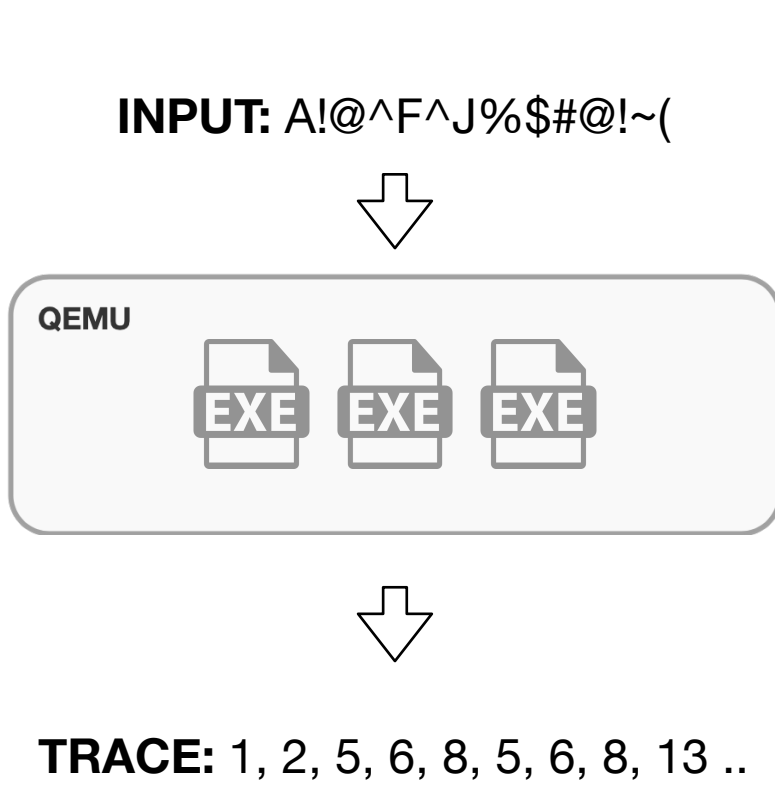 INPUT: A!@^F^J%$#@!~(
QEMU
EXE EXE EXE
TRACE: 1, 2, 5, 6, 8, 5, 6, 8, 13 ..